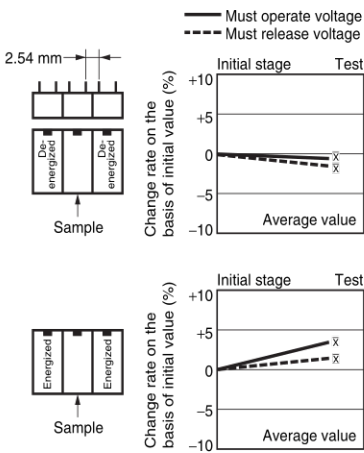 Must operate voltage
Must release voltage
2.54 mm
De-
energized
De-
energized
Sample
Change rate on the
basis of initial value (%)
Initial stage Test
+10
+5
0
−5
−10
x̄
x̄
Average value
Energized
Energized
Sample
Change rate on the
basis of initial value (%)
Initial stage Test
+10
+5
0
−5
−10
x̄
x̄
Average value